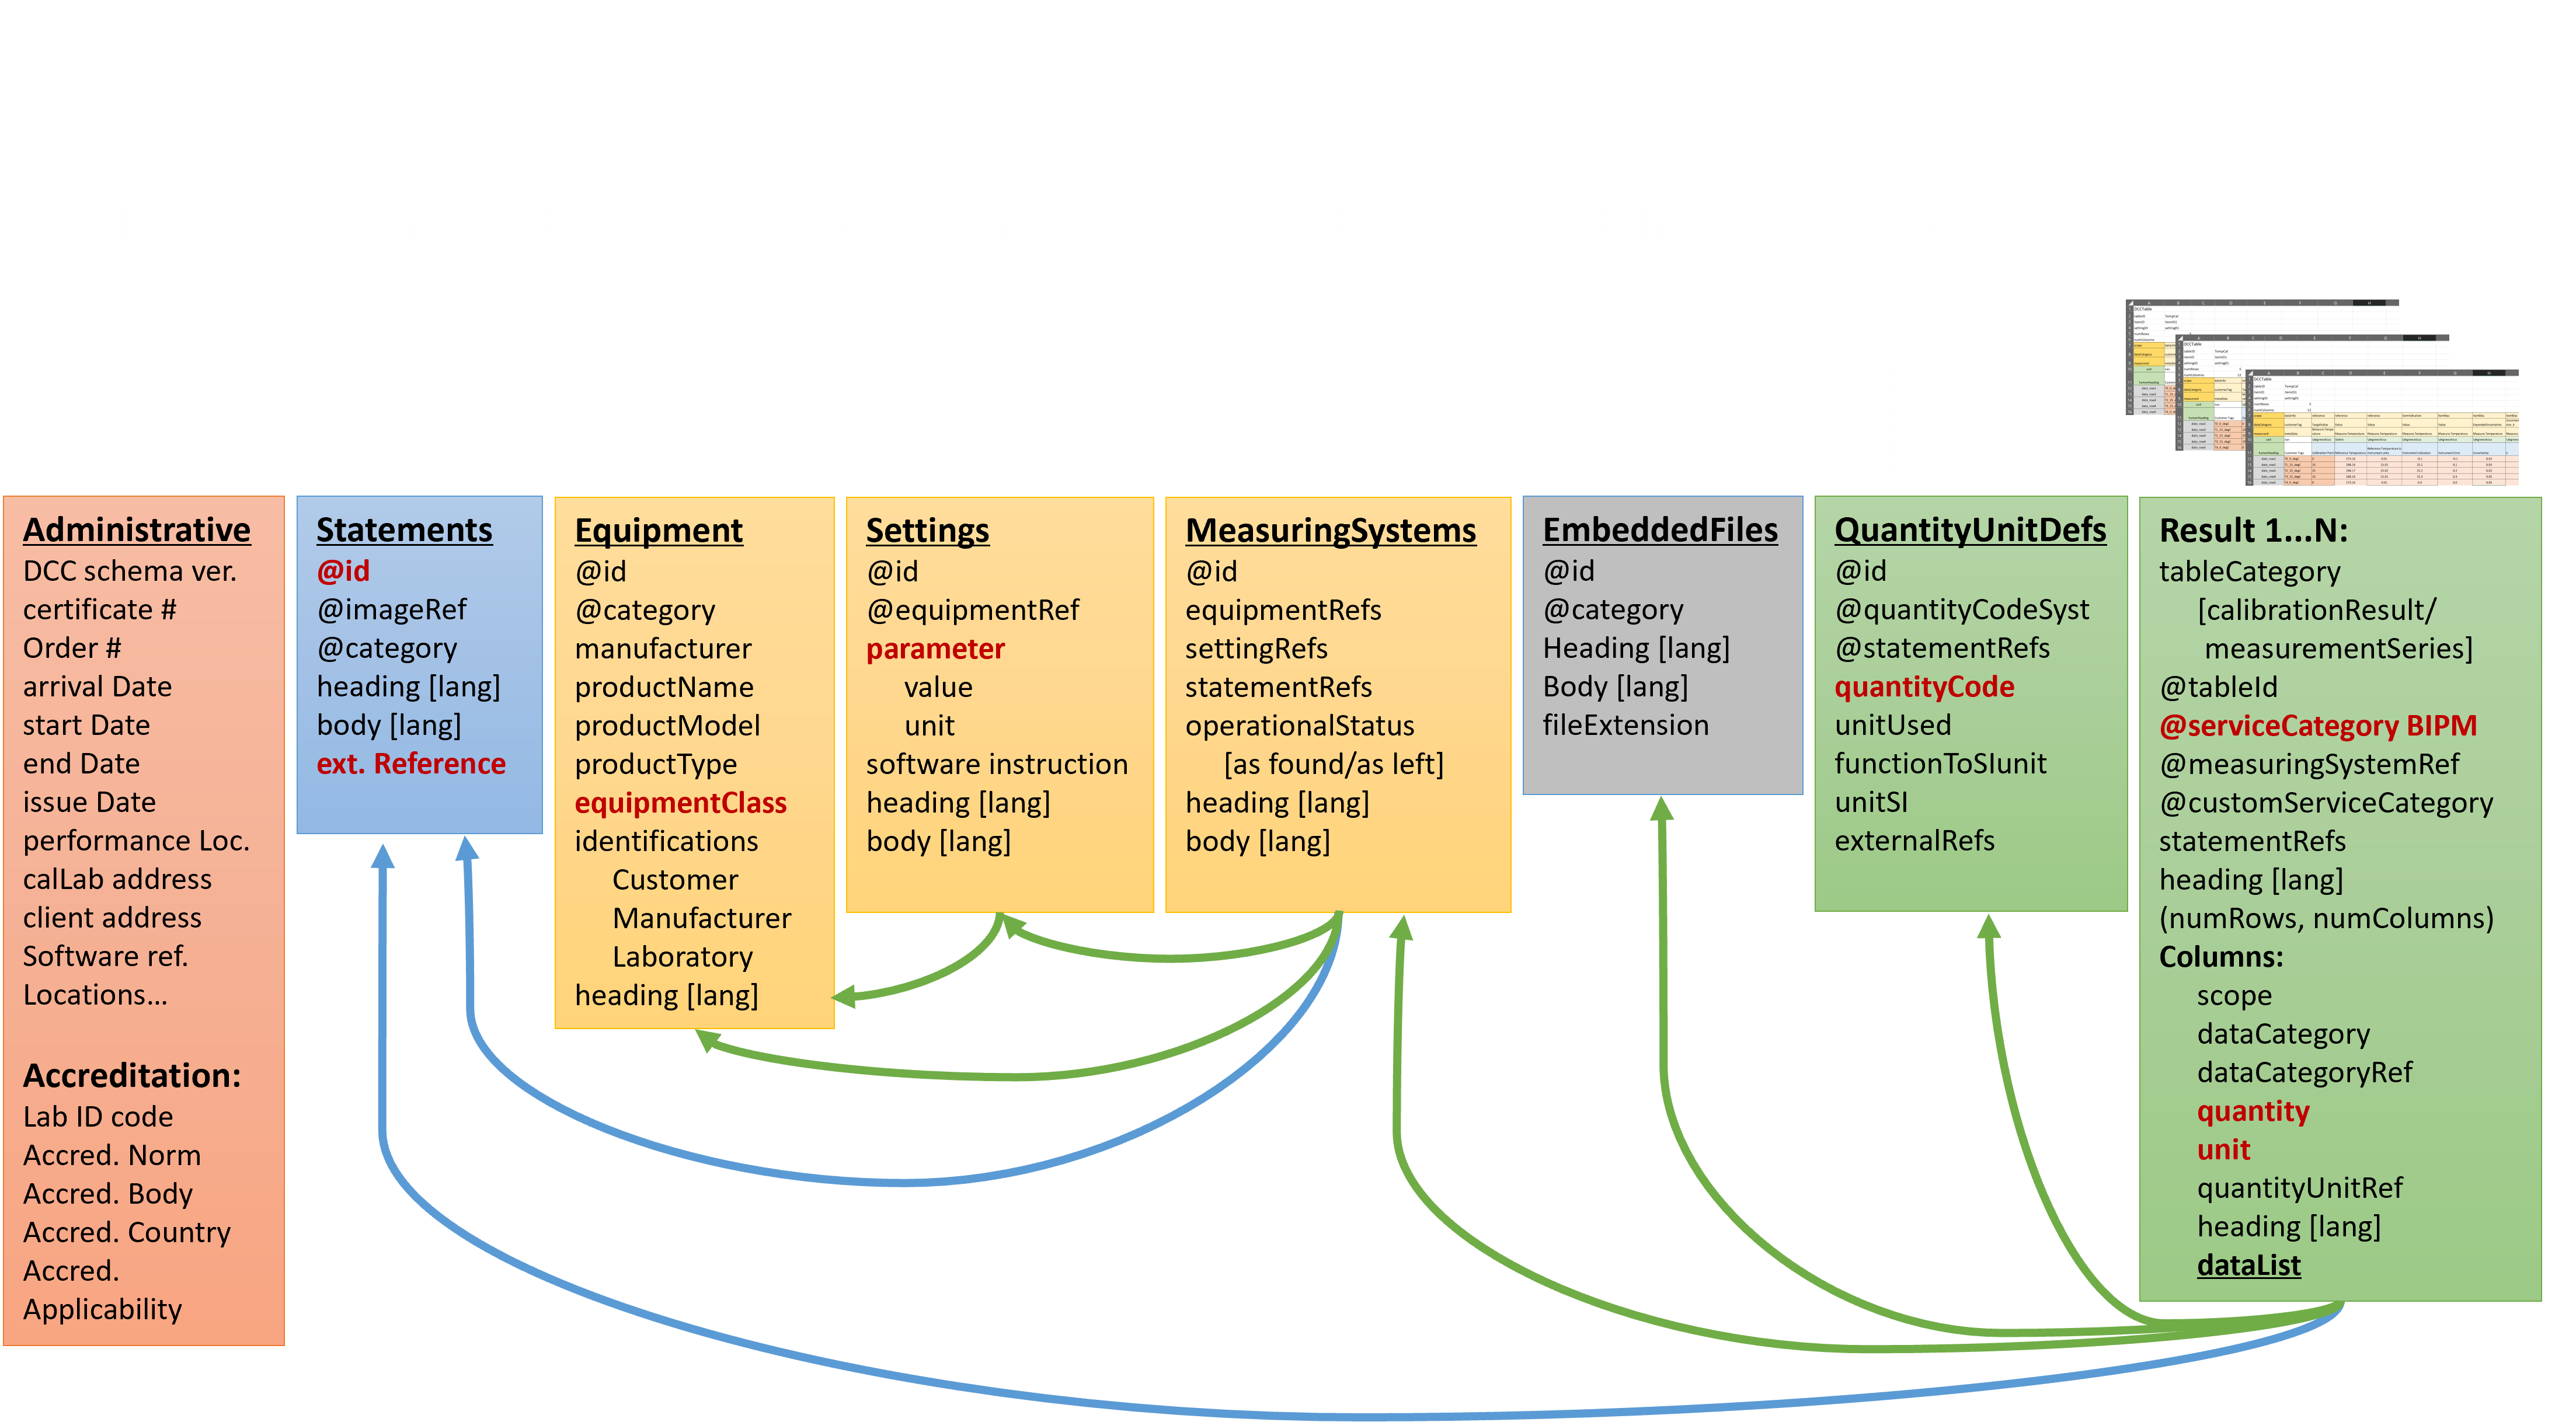 DCCTable
DCCTable
DCCTable
Administrative
DCC schema ver.
certificate #
Order #
arrival Date
start Date
end Date
issue Date
performance Loc.
calLab address
client address
Software ref.
Locations...
Accreditation:
Lab ID code
Accred. Norm
Accred. Body
Accred. Country
Accred.
Applicability
Statements
@id
@imageRef
@category
heading [lang]
body [lang]
ext. Reference
Equipment
@id
@category
manufacturer
productName
productModel
productType
equipmentClass
identifications
Customer
Manufacturer
Laboratory
heading [lang]
Settings
@id
@equipmentRef
parameter
value
unit
software instruction
heading [lang]
body [lang]
MeasuringSystems
@id
equipmentRefs
settingRefs
statementRefs
operationalStatus
[as found/as left]
heading [lang]
body [lang]
EmbeddedFiles
@id
@category
Heading [lang]
Body [lang]
fileExtension
QuantityUnitDefs
@id
@quantityCodeSyst
@statementRefs
quantityCode
unitUsed
functionToSIunit
unitSI
externalRefs
Result 1...N:
tableCategory
[calibrationResult/
measurementSeries]
@tableId
@serviceCategory BIPM
@measuringSystemRef
@customServiceCategory
statementRefs
heading [lang]
(numRows, numColumns)
Columns:
scope
dataCategory
dataCategoryRef
quantity
unit
quantityUnitRef
heading [lang]
dataList